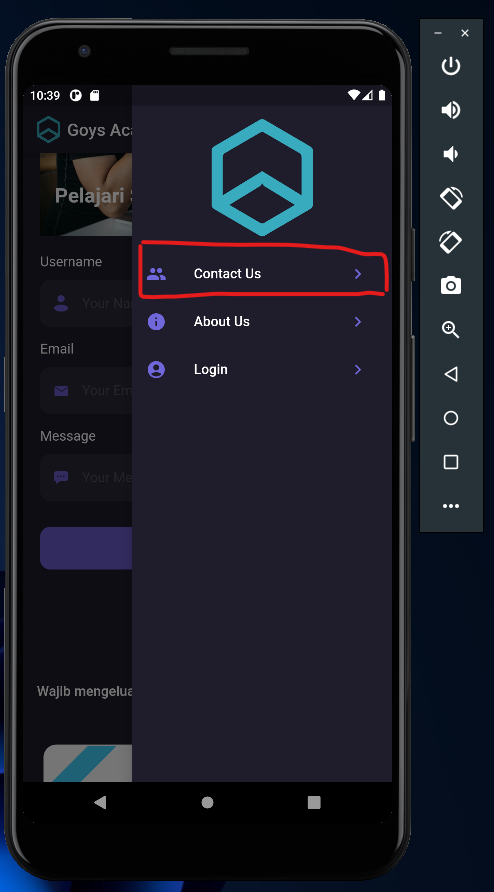 10:39
Goys Aca
Pelajari S
Username
Your Na
Email
Your Em
Message
Your Me
Wajib mengelua
Contact Us
About Us
Login